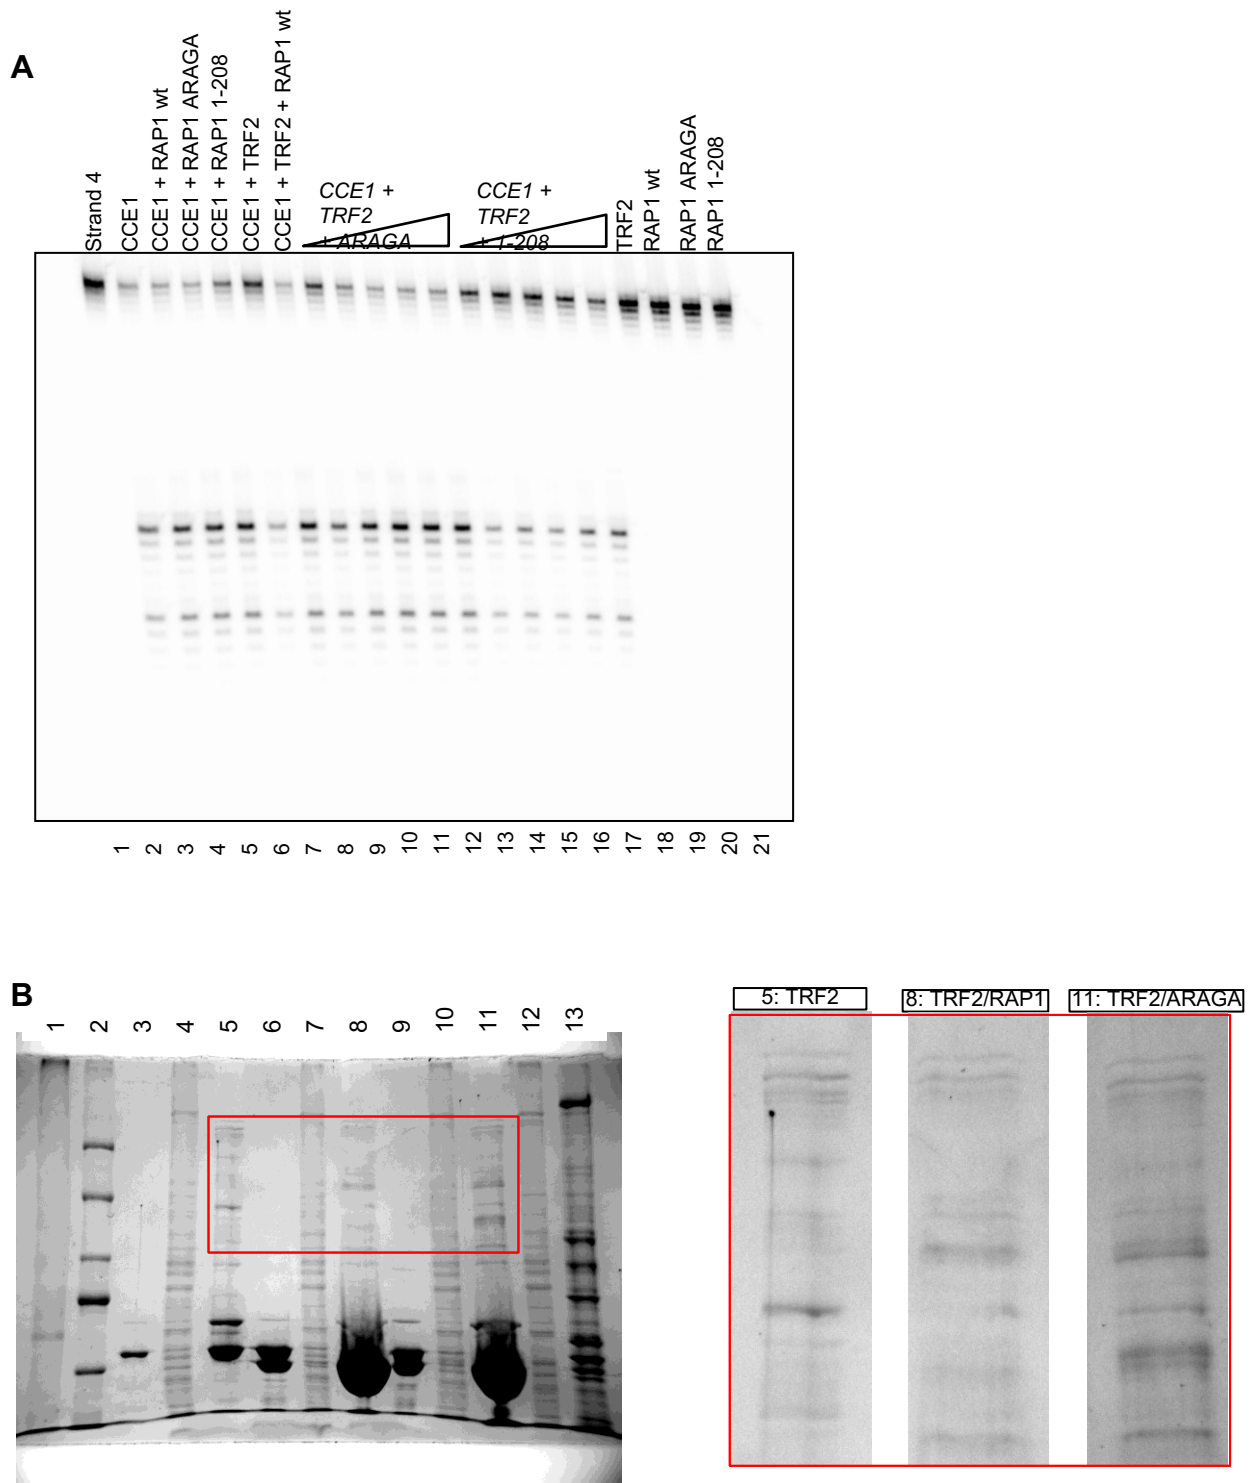 A
Strand 4
CCE1
CCE1 + RAP1 wt
CCE1 + RAP1 ARAGA
CCE1 + RAP1 1-208
CCE1 + TRF2
CCE1 + TRF2 + RAP1 wt
CCE1 +
TRF2
+ ARAGA
CCE1 +
TRF2
+ 1-208
TRF2
RAP1 wt
RAP1 ARAGA
RAP1 1-208
1 2 3 4 5 6 7 8 9 10 11 12 13 14 15 16 17 18 19 20 21
B
1 2 3 4 5 6 7 8 9 10 11 12 13
5: TRF2
8: TRF2/RAP1
11: TRF2/ARAGA